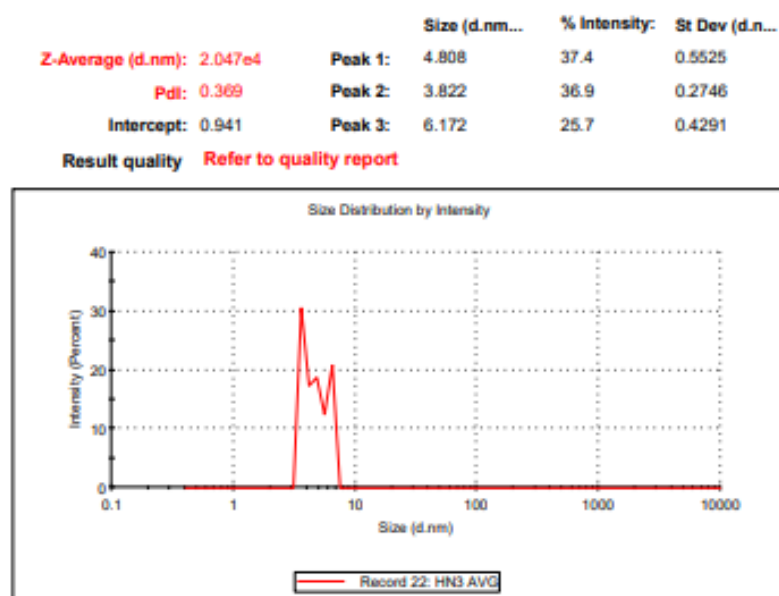 Size (d.nm... % Intensity: St Dev (d.n...
Z-Average (d.nm): 2.047e4 Peak 1: 4.808 37.4 0.5525
PdI: 0.369 Peak 2: 3.822 36.9 0.2746
Intercept: 0.941 Peak 3: 6.172 25.7 0.4291
Result quality Refer to quality report
Size Distribution by Intensity
40
30
20
10
0
Intensity (Percent)
0.1 1 10 100 1000 10000
Size (d.nm)
Record 22: HN3 AVG